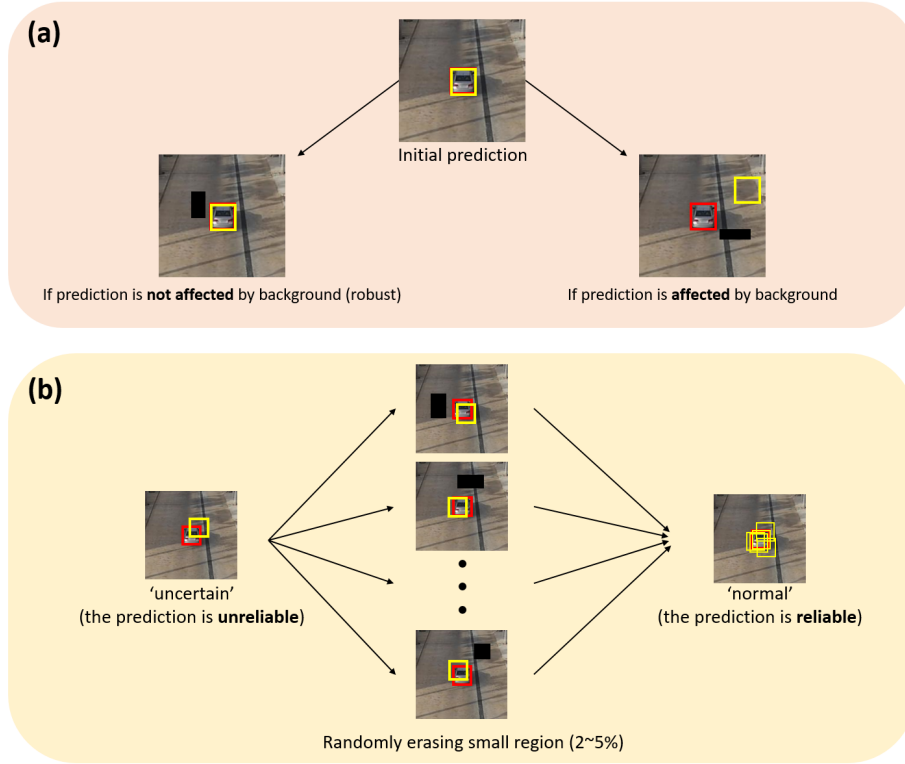 (a)
Initial prediction
If prediction is not affected by background (robust)
If prediction is affected by background
(b)
‘uncertain’
(the prediction is unreliable)
‘normal’
(the prediction is reliable)
Randomly erasing small region (2~5%)